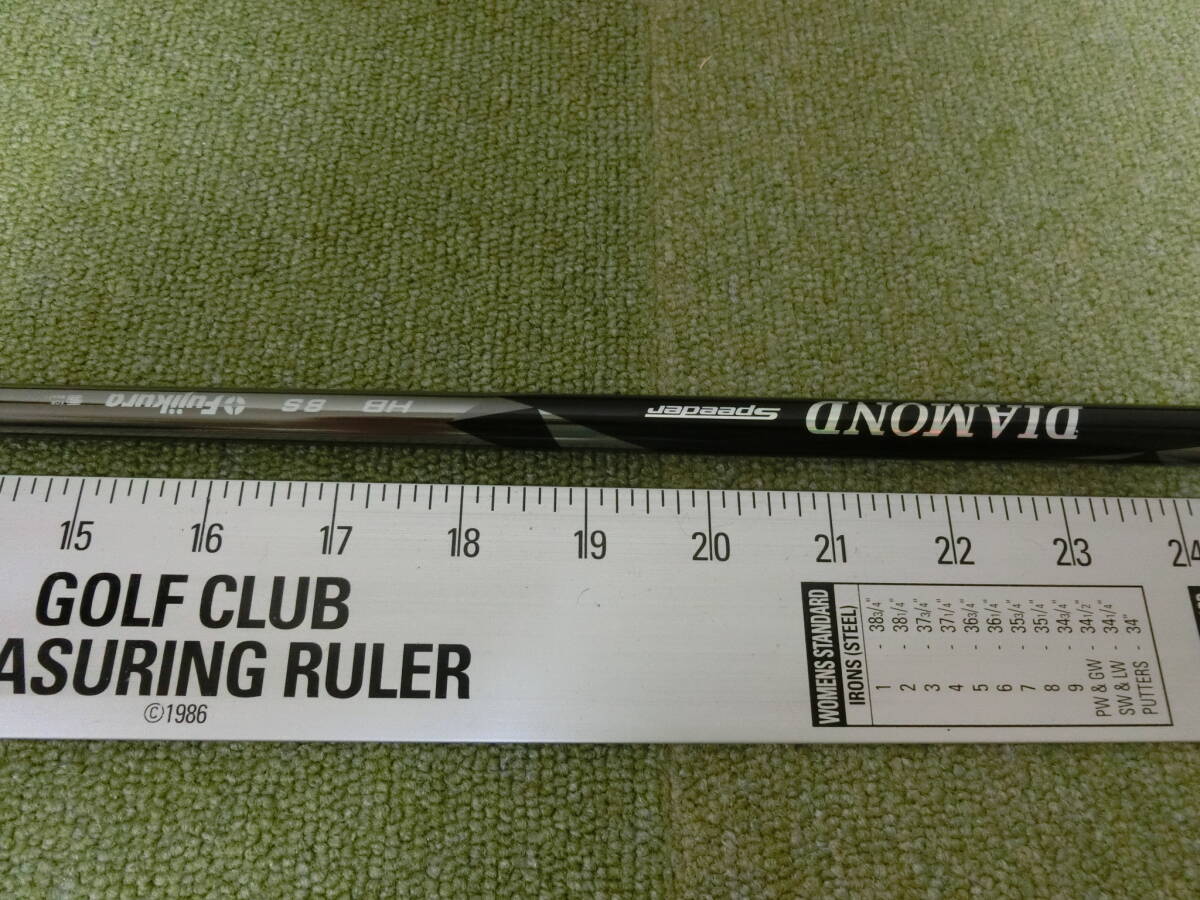 DIAMOND Speeder HB 8S Fujikura
15 16 17 18 19 20 21 22 23 24
GOLF CLUB
ASURING RULER
©1986
WOMENS STANDARD
IRONS (STEEL)
1 - 38 3/4"
2 - 38 1/4"
3 - 37 3/4"
4 - 37 1/4"
5 - 36 3/4"
6 - 36 1/4"
7 - 35 3/4"
8 - 35 1/4"
9 - 34 3/4"
PW & GW - 34 1/2"
SW & LW - 34 1/4"
PUTTERS - 34"